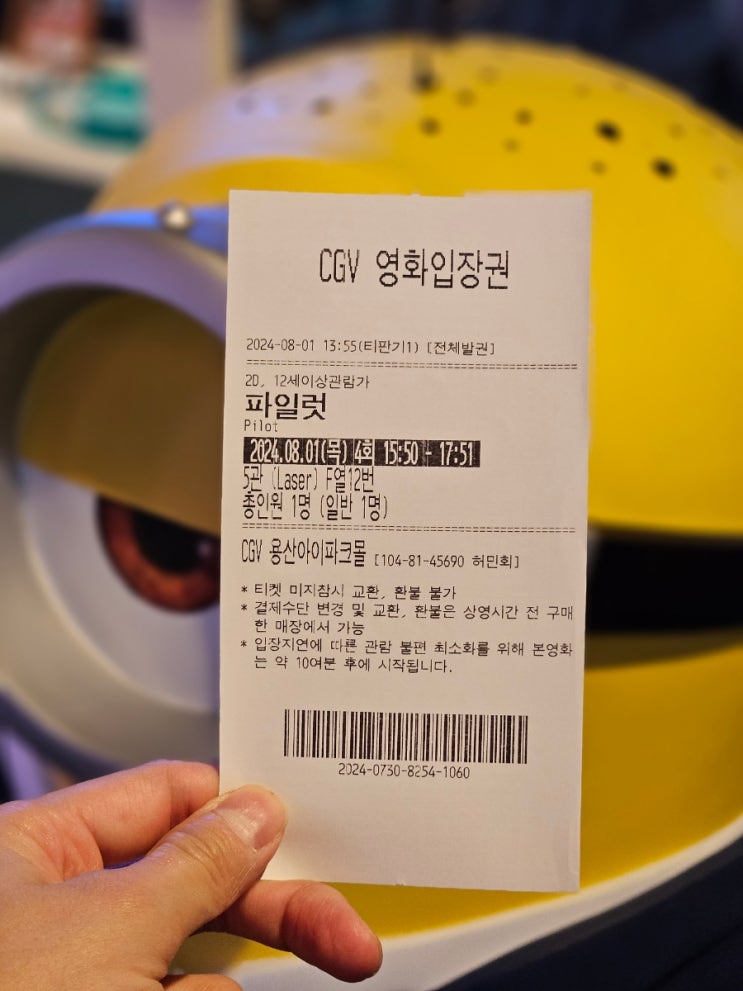 CGV 영화입장권
2024-08-01 13:55(티판기1) [전체발권]
2D, 12세이상관람가
파일럿
Pilot
2024.08.01(목) 4회 15:50 - 17:51
5관 (Laser) F열12번
총인원 1명 (일반 1명)
CGV 용산아이파크몰 [104-81-45690 허민회]
* 티켓 미지참시 교환, 환불 불가
* 결제수단 변경 및 교환, 환불은 상영시간 전 구매
한 매장에서 가능
* 입장지연에 따른 관람 불편 최소화를 위해 본영화
는 약 10여분 후에 시작됩니다.
2024-0730-8254-1060